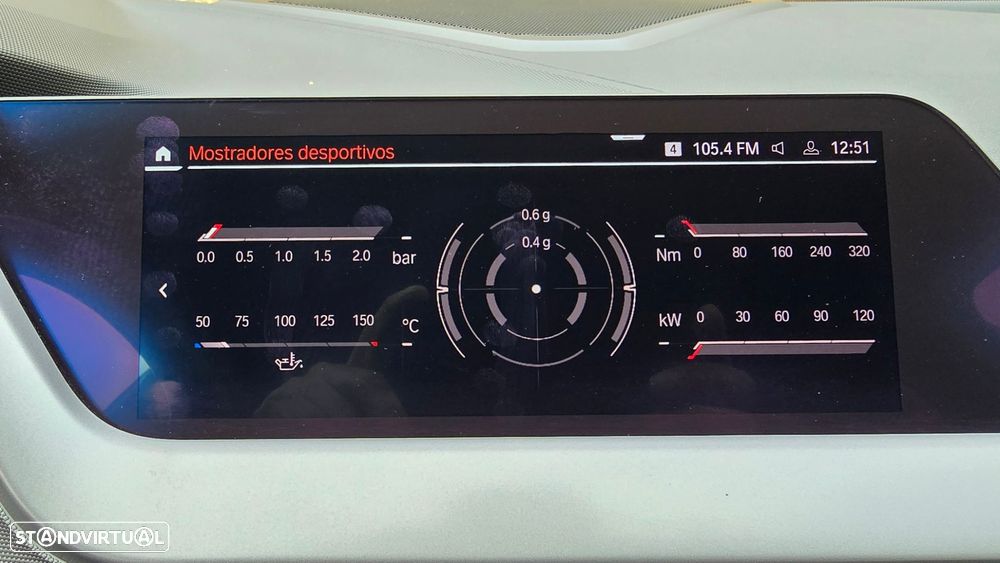 Mostradores desportivos
4 105.4 FM 12:51
0.6 g
0.4 g
0.0 0.5 1.0 1.5 2.0 bar
Nm 0 80 160 240 320
50 75 100 125 150 °C
kW 0 30 60 90 120
STANDVIRTUAL